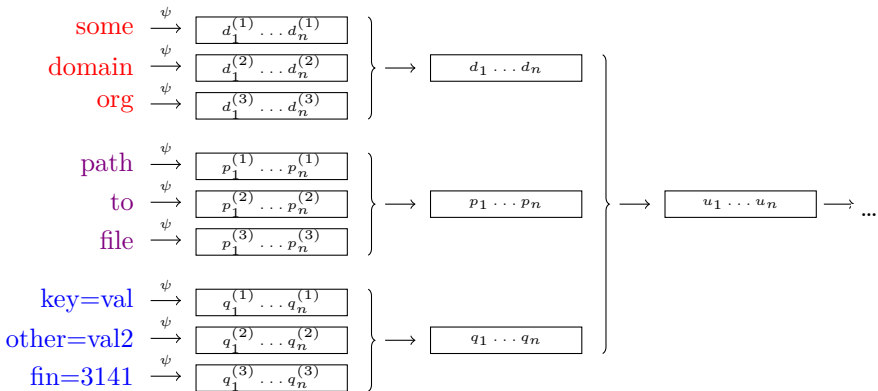 some ψ d_1^{(1)} ... d_n^{(1)}
domain ψ d_1^{(2)} ... d_n^{(2)}
org ψ d_1^{(3)} ... d_n^{(3)}
d_1 ... d_n
path ψ p_1^{(1)} ... p_n^{(1)}
to ψ p_1^{(2)} ... p_n^{(2)}
file ψ p_1^{(3)} ... p_n^{(3)}
p_1 ... p_n
key=val ψ q_1^{(1)} ... q_n^{(1)}
other=val2 ψ q_1^{(2)} ... q_n^{(2)}
fin=3141 ψ q_1^{(3)} ... q_n^{(3)}
q_1 ... q_n
u_1 ... u_n
...